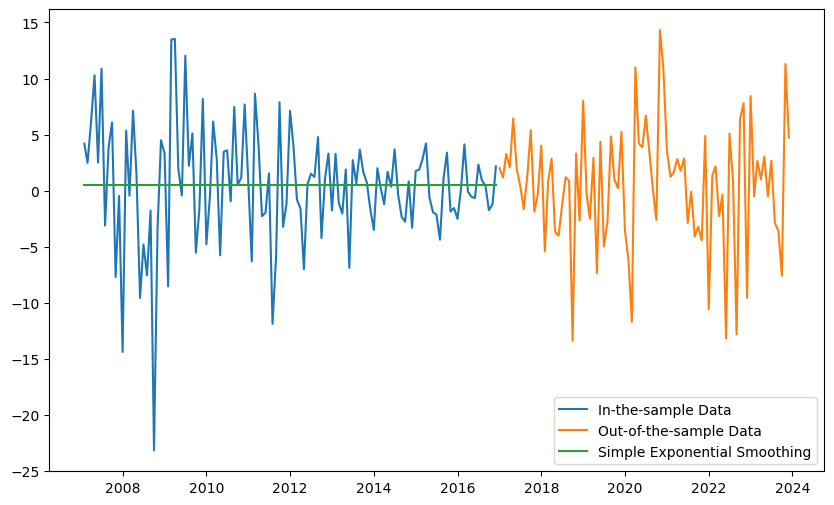 15
10
5
0
−5
−10
−15
−20
−25
2008 2010 2012 2014 2016 2018 2020 2022 2024
In-the-sample Data
Out-of-the-sample Data
Simple Exponential Smoothing